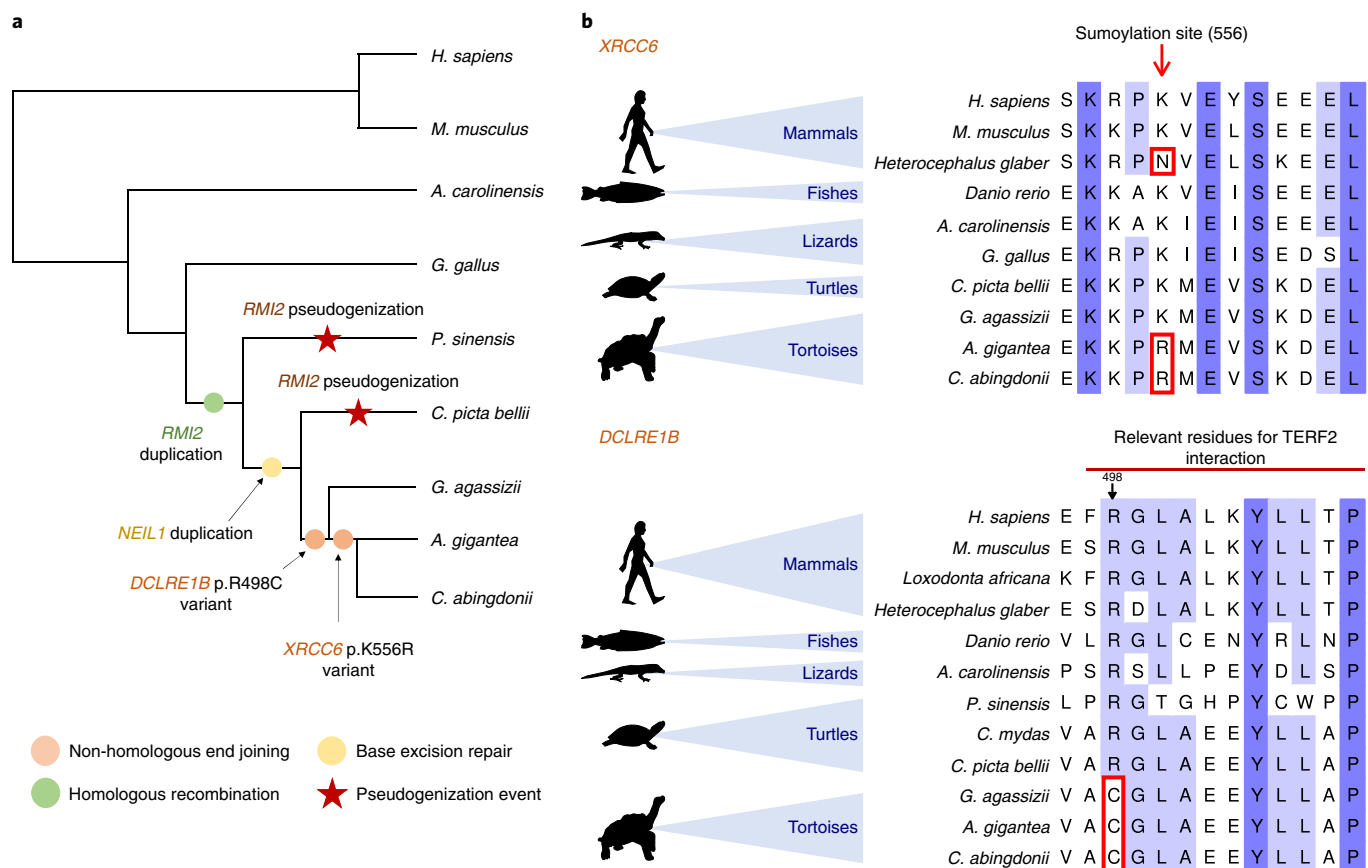 a
H. sapiens
M. musculus
A. carolinensis
G. gallus
RMI2 pseudogenization
P. sinensis
RMI2 pseudogenization
C. picta bellii
RMI2
duplication
G. agassizii
NEIL1 duplication
A. gigantea
DCLRE1B p.R498C
variant
C. abingdonii
XRCC6 p.K556R
variant
Non-homologous end joining
Base excision repair
Homologous recombination
Pseudogenization event
b
XRCC6
Sumoylation site (556)
Mammals
Fishes
Lizards
Turtles
Tortoises
H. sapiens S K R P K V E Y S E E E L
M. musculus S K K P K V E L S E E E L
Heterocephalus glaber S K R P N V E L S K E E L
Danio rerio E K K A K V E I S E E E L
A. carolinensis E K K A K I E I S E E E L
G. gallus E K R P K I E I S E D S L
C. picta bellii E K K P K M E V S K D E L
G. agassizii E K K P K M E V S K D E L
A. gigantea E K K P R M E V S K D E L
C. abingdonii E K K P R M E V S K D E L
DCLRE1B
Relevant residues for TERF2
interaction
498
Mammals
Fishes
Lizards
Turtles
Tortoises
H. sapiens E F R G L A L K Y L L T P
M. musculus E S R G L A L K Y L L T P
Loxodonta africana K F R G L A L K Y L L T P
Heterocephalus glaber E S R D L A L K Y L L T P
Danio rerio V L R G L C E N Y R L N P
A. carolinensis P S R S L L P E Y D L S P
P. sinensis L P R G T G H P Y C W P P
C. mydas V A R G L A E E Y L L A P
C. picta bellii V A R G L A E E Y L L A P
G. agassizii V A C G L A E E Y L L A P
A. gigantea V A C G L A E E Y L L A P
C. abingdonii V A C G L A E E Y L L A P